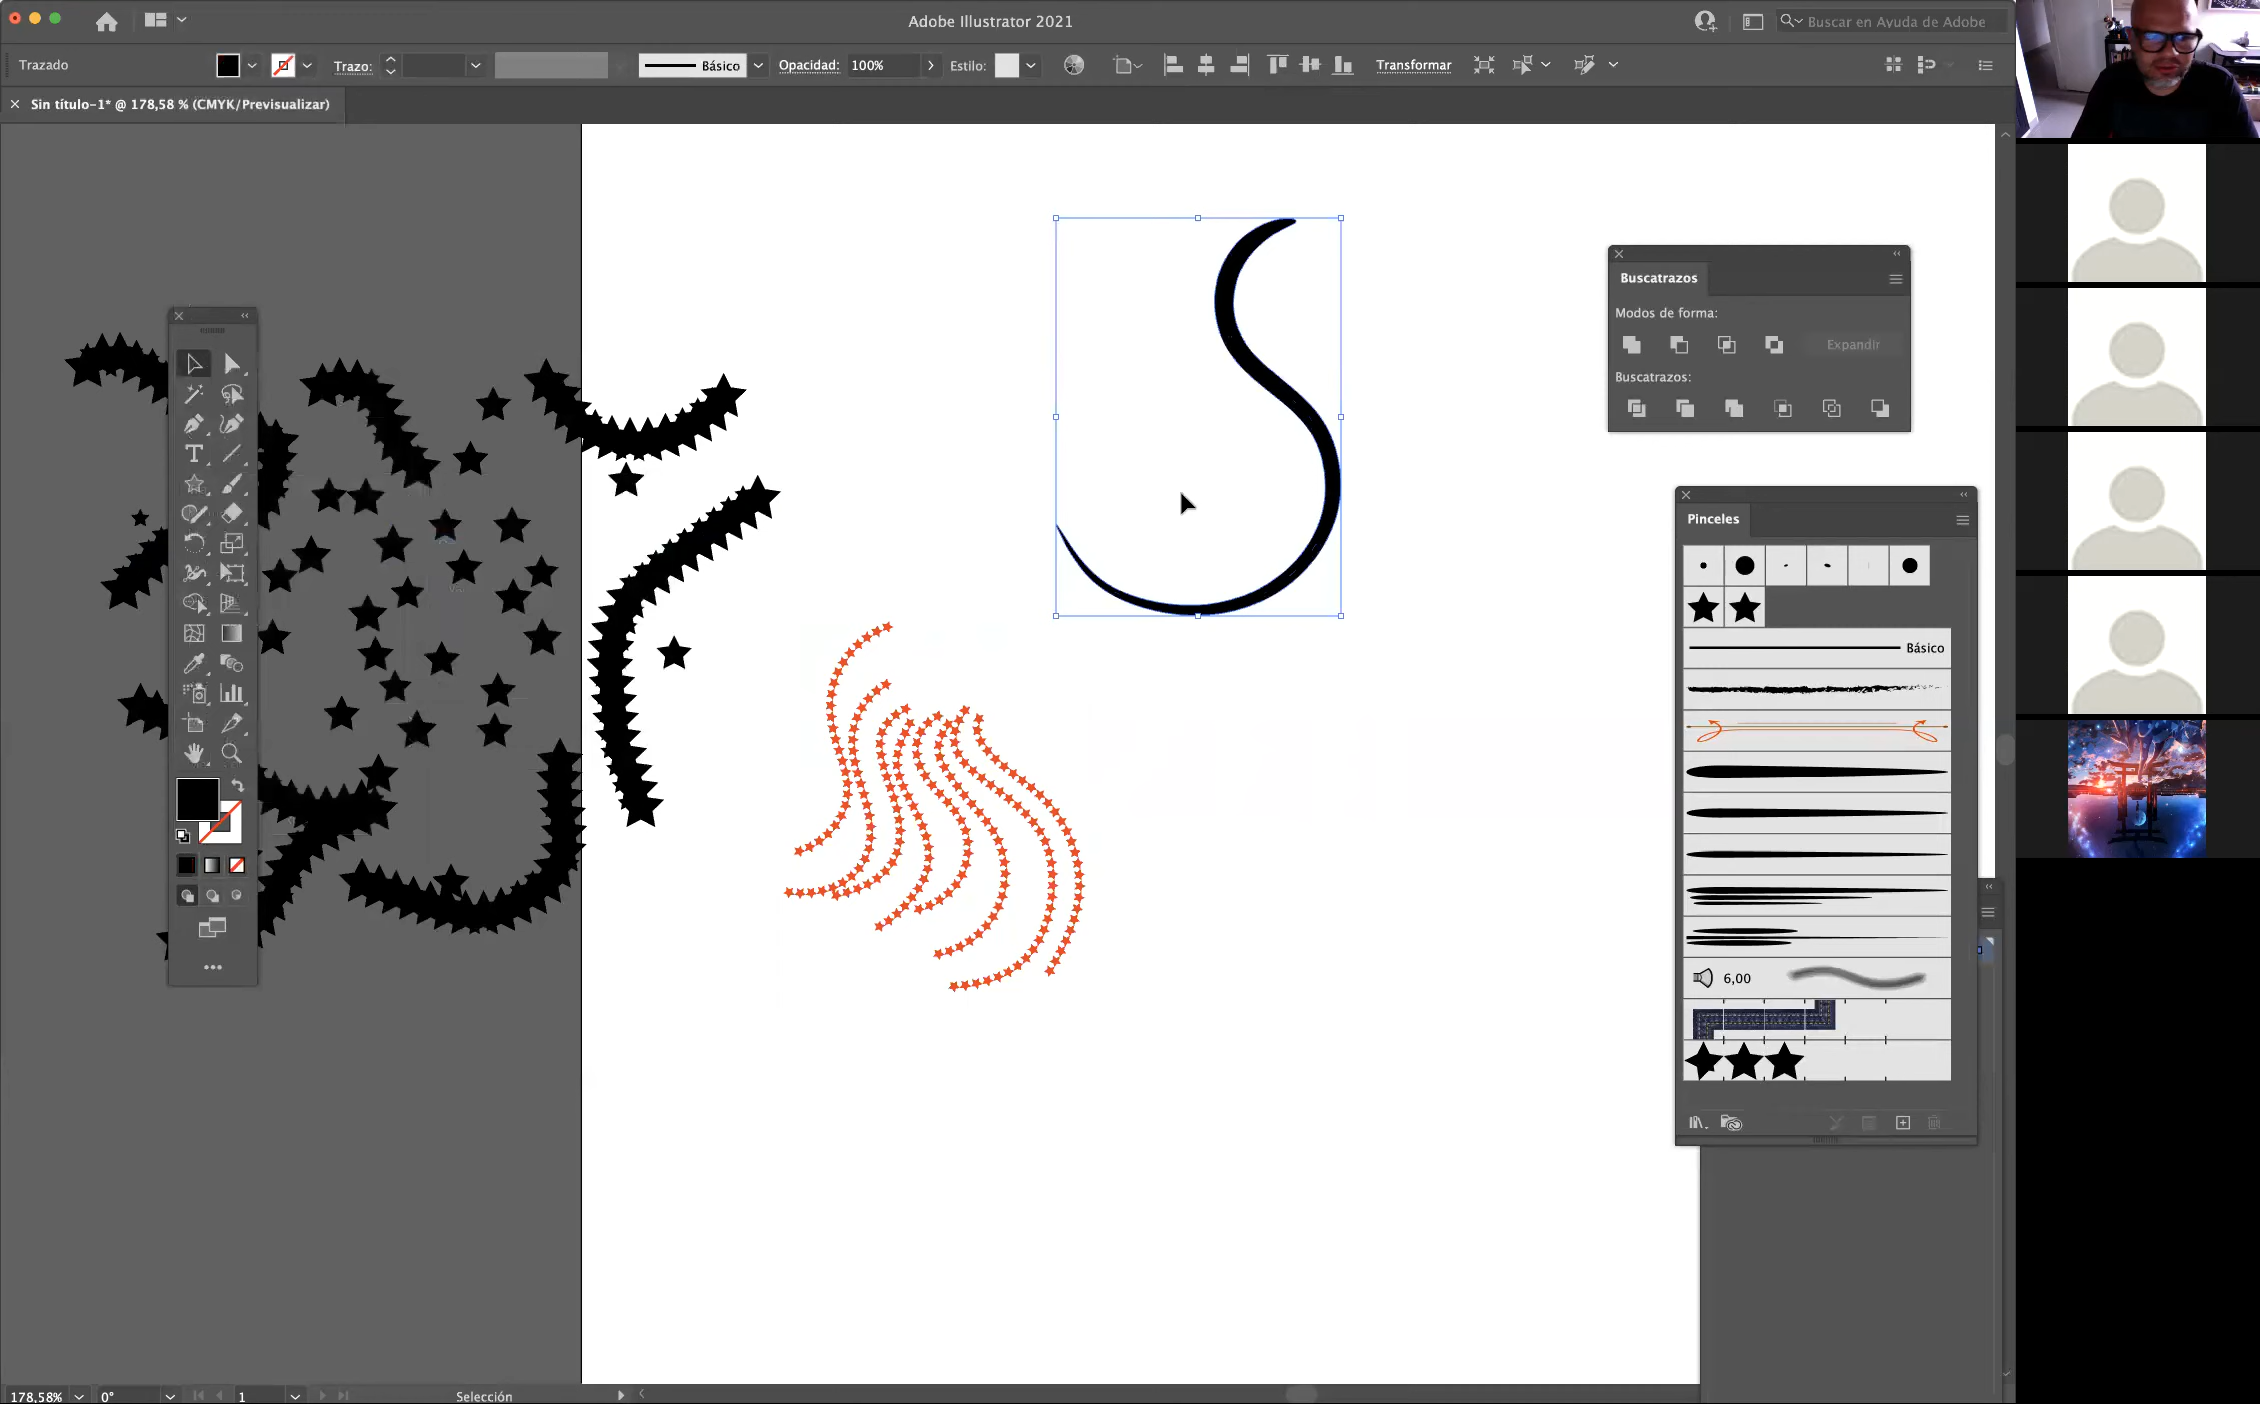 Adobe Illustrator 2021
Buscar en Ayuda de Adobe
Trazado
Trazo:
Básico
Opacidad:
100%
Estilo:
Transformar
× Sin título-1* @ 178,58 % (CMYK/Previsualizar)
Buscatrazos
Modos de forma:
Expandir
Buscatrazos:
Pinceles
Básico
6,00
178,58%
0°
1
Selección